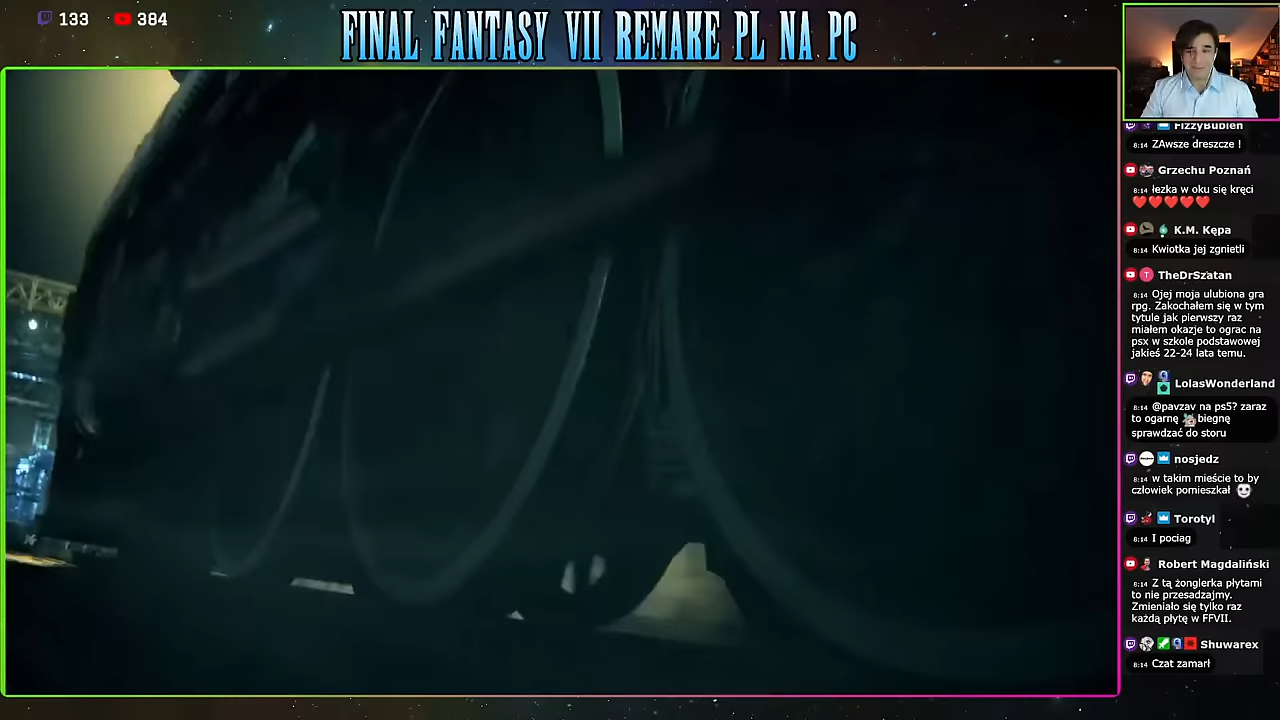 133
384
FINAL FANTASY VII REMAKE PL NA PC
FizzyBubleh
8:14 ZAwsze dreszcze !
Grzechu Poznań
8:14 łezka w oku się kręci
K.M. Kępa
8:14 Kwiotka jej zgnietli
TheDrSzatan
8:14 Ojej moja ulubiona gra
rpg. Zakochałem się w tym
tytule jak pierwszy raz
miałem okazje to ograc na
psx w szkole podstawowej
jakieś 22-24 lata temu.
LolasWonderland
8:14 @pavzav na ps5? zaraz
to ogarnę biegnę
sprawdzać do storu
nosjedz
8:14 w takim mieście to by
człowiek pomieszkał
Torotyl
8:14 I pociag
Robert Magdaliński
8:14 Z tą żonglerka płytami
to nie przesadzajmy.
Zmieniało się tylko raz
każdą płytę w FFVII.
Shuwarex
8:14 Czat zamarł